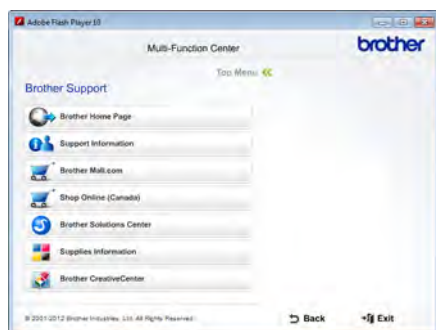 Adobe Flash Player 10
Multi-Function Center
brother
Top Menu
Brother Support
Brother Home Page
Support Information
Brother Mall.com
Shop Online (Canada)
Brother Solutions Center
Supplies Information
Brother CreativeCenter
© 2001-2012 Brother Industries, Ltd. All Rights Reserved.
Back
Exit